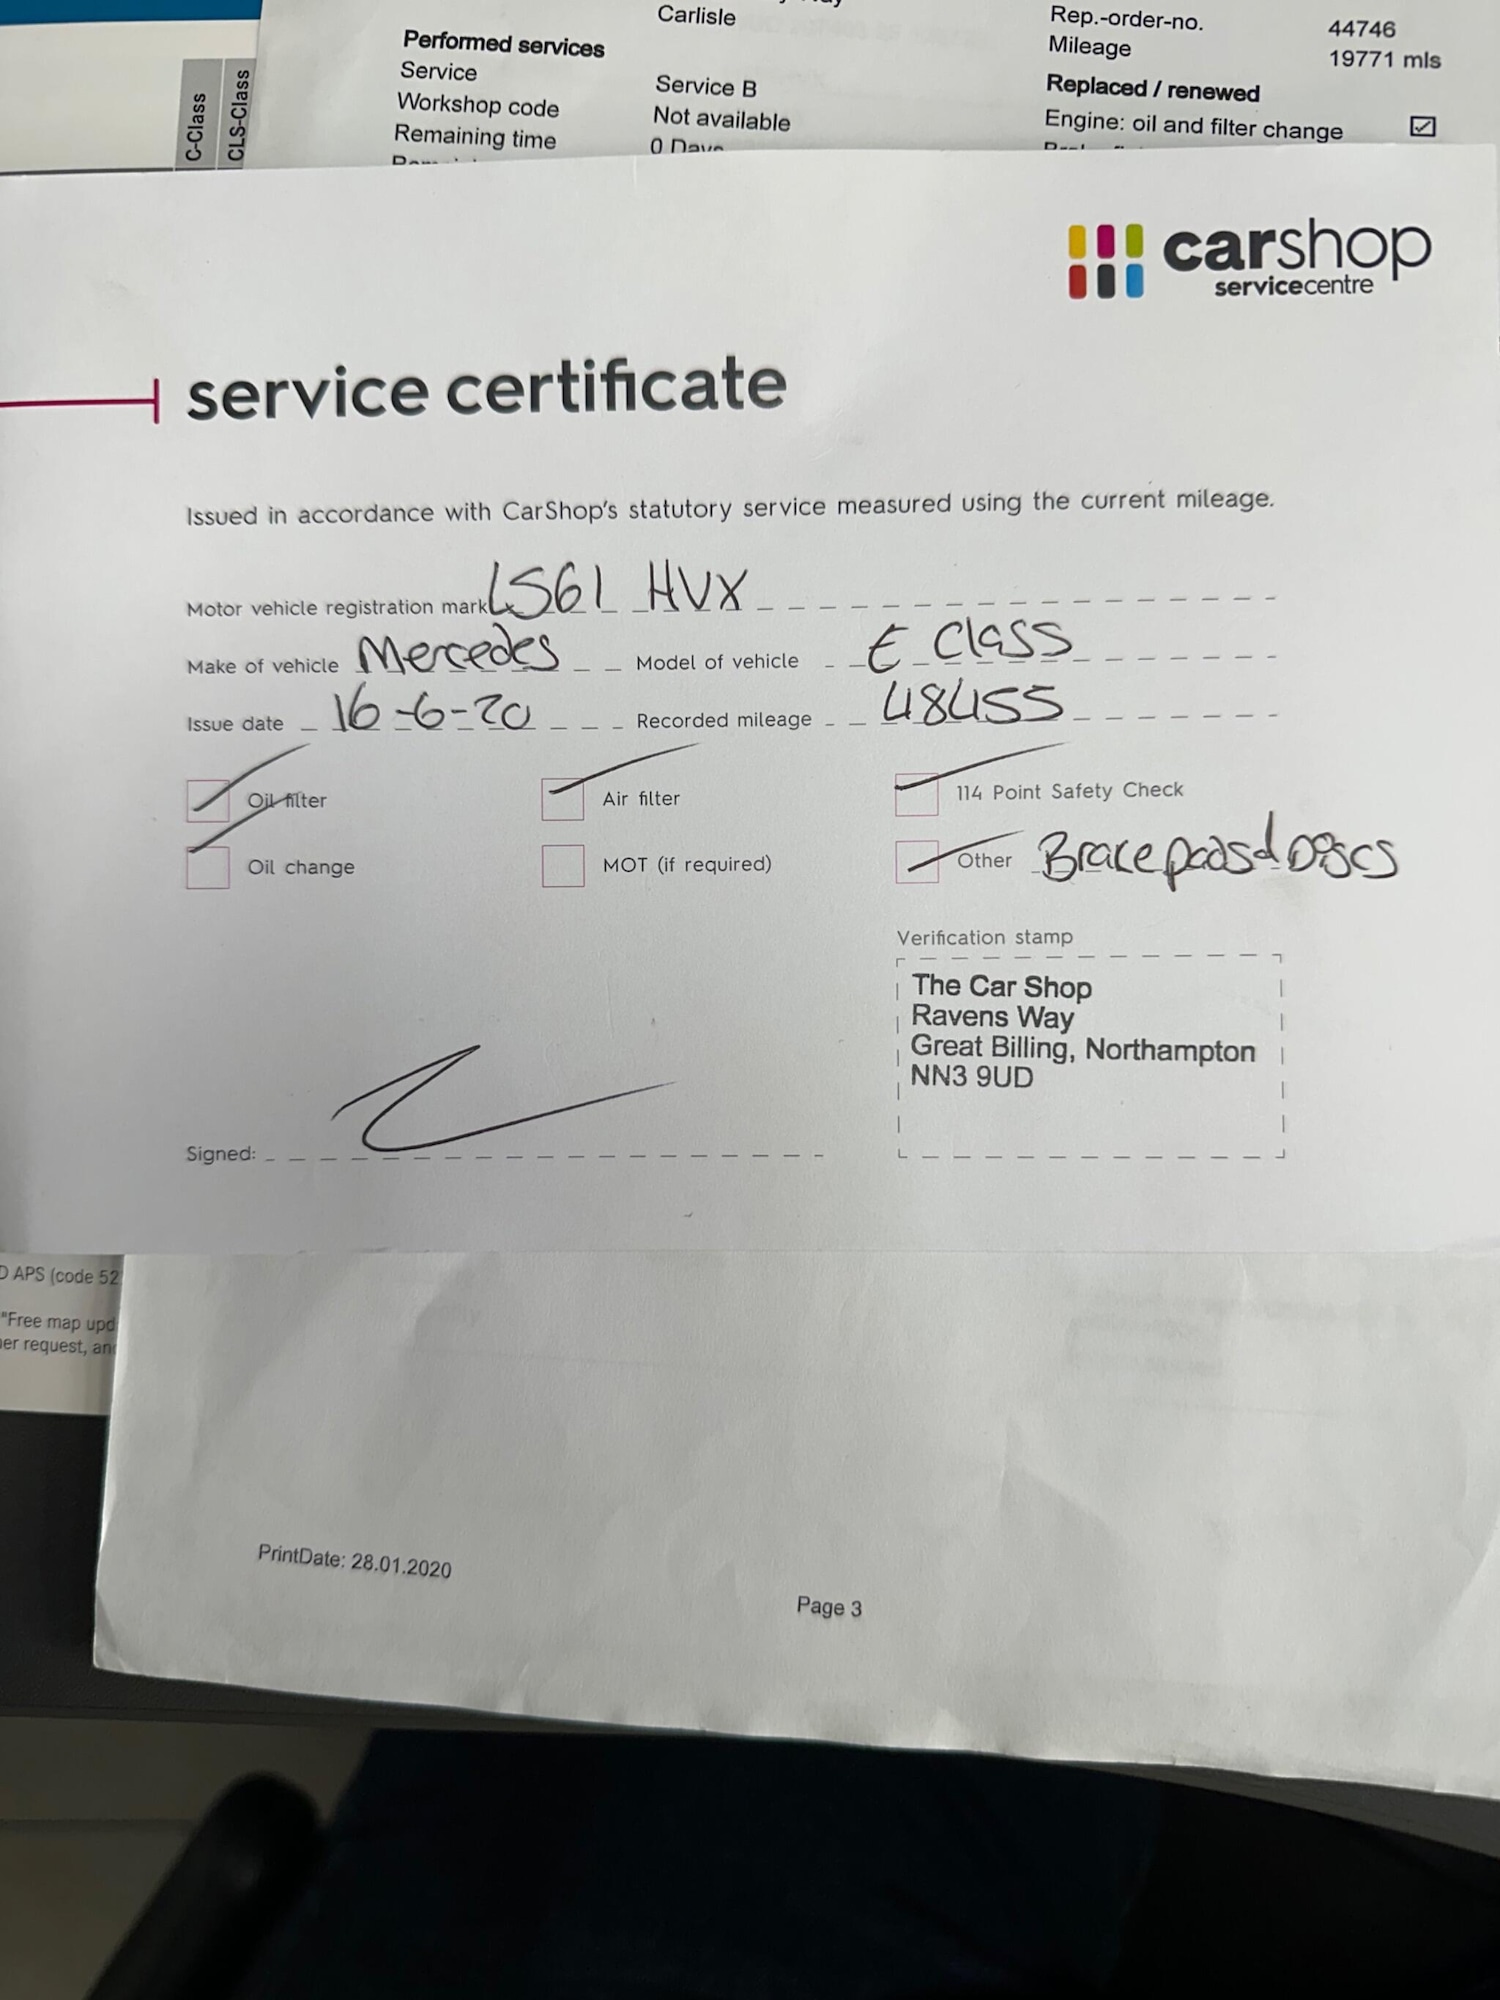 Carlisle
Rep.-order-no. 44746
Mileage 19771 mls
Performed services
Service Service B
Workshop code Not available
Remaining time 0 Days
Replaced / renewed
Engine: oil and filter change
C-Class
CLS-Class
carshop
servicecentre
service certificate
Issued in accordance with CarShop's statutory service measured using the current mileage.
Motor vehicle registration mark LS61 HVX
Make of vehicle Mercedes Model of vehicle E Class
Issue date 16-6-20 Recorded mileage 48455
Oil filter Air filter 114 Point Safety Check
Oil change MOT (if required) Other Brake pads d Discs
Verification stamp
The Car Shop
Ravens Way
Great Billing, Northampton
NN3 9UD
Signed:
D APS (code 52
"Free map upd
er request, an
PrintDate: 28.01.2020
Page 3